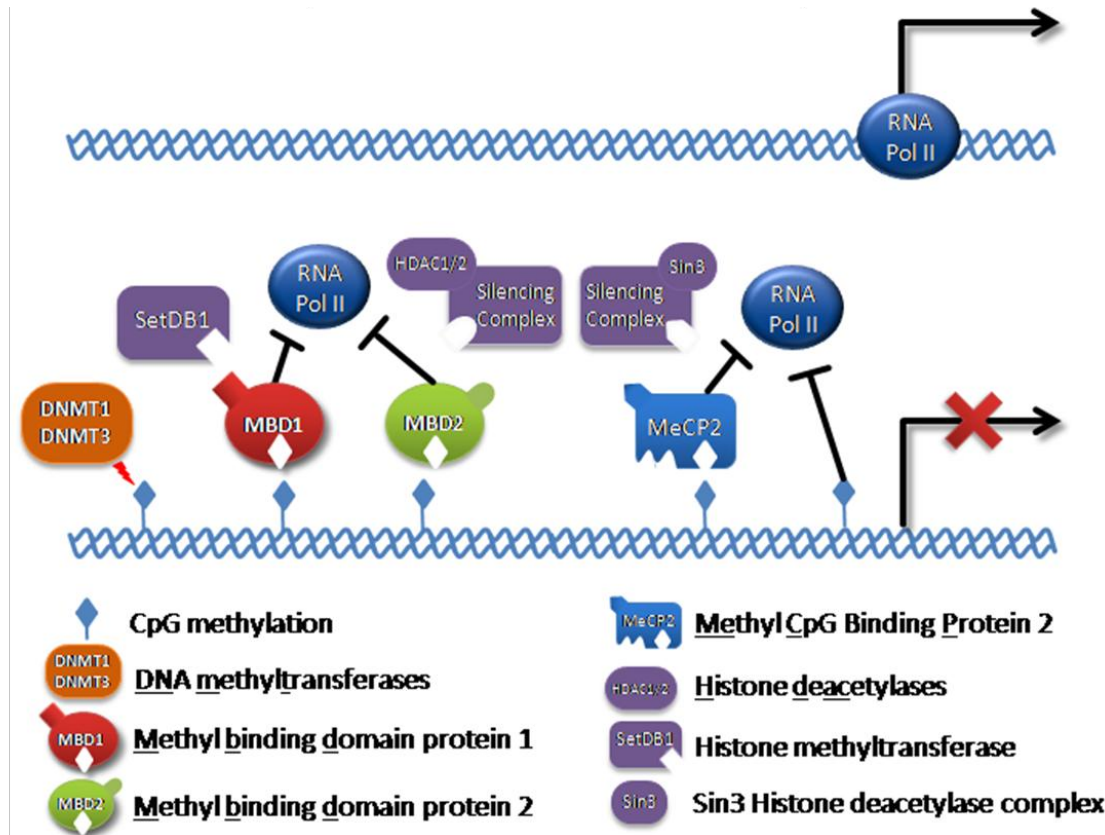 RNA
Pol II
HDAC1/2
Silencing
Complex
Sin3
Silencing
Complex
RNA
Pol II
RNA
Pol II
SetDB1
DNMT1
DNMT3
MBD1
MBD2
MeCP2
CpG methylation
DNMT1
DNMT3
DNA methyltransferases
MBD1
Methyl binding domain protein 1
MBD2
Methyl binding domain protein 2
MeCP2
Methyl CpG Binding Protein 2
HDAC1/2
Histone deacetylases
SetDB1
Histone methyltransferase
Sin3
Sin3 Histone deacetylase complex